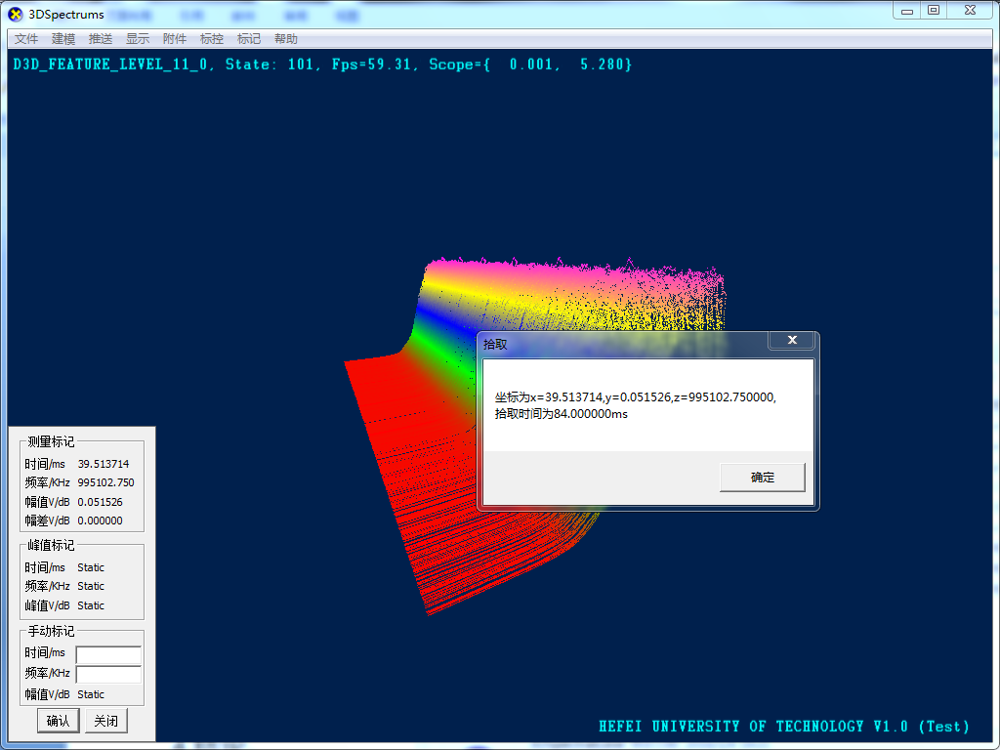 3DSpectrums
文件 建模 推送 显示 附件 标控 标记 帮助
D3D_FEATURE_LEVEL_11_0, State: 101, Fps=59.31, Scope={  0.001,  5.280}
拾取
坐标为x=39.513714,y=0.051526,z=995102.750000,
拾取时间为84.000000ms
确定
测量标记
时间/ms 39.513714
频率/KHz 995102.750
幅值V/dB 0.051526
幅差V/dB 0.000000
峰值标记
时间/ms Static
频率/KHz Static
峰值V/dB Static
手动标记
时间/ms
频率/KHz
幅值V/dB Static
确认 关闭
HEFEI UNIVERSITY OF TECHNOLOGY V1.0 (Test)